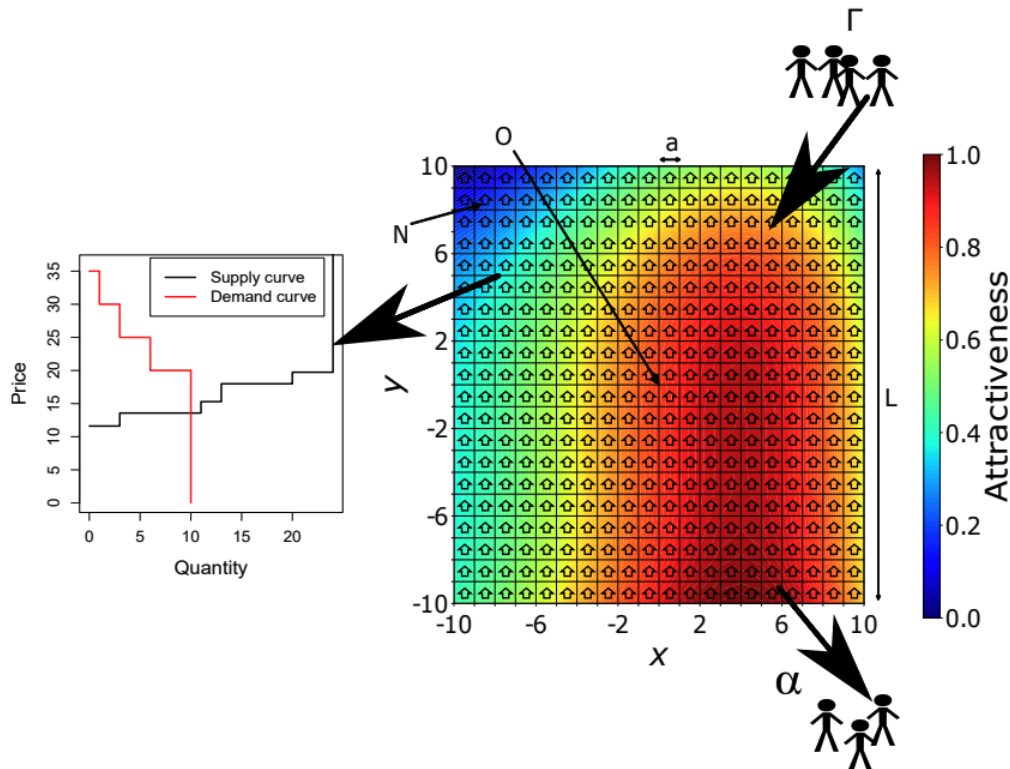 Γ
O
a
N
L
α
Supply curve
Demand curve
Price
0
5
10
15
20
25
30
35
0 5 10 15 20
Quantity
10
6
2
-2
-6
-10
y
-10 -6 -2 2 6 10
x
1.0
0.8
0.6
0.4
0.2
0.0
Attractiveness